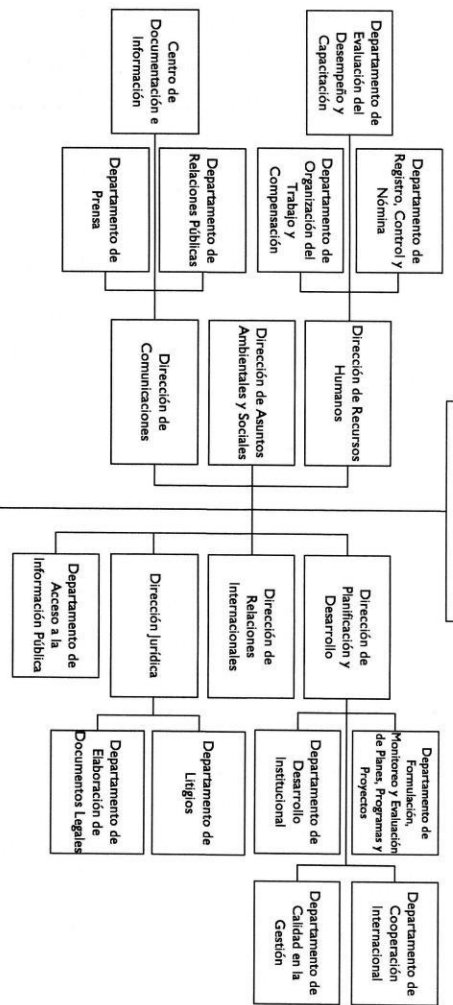 Departamento de
Registro, Control y
Nómina
Departamento de
Evaluación del
Desempeño y
Capacitación
Departamento de
Organización del
Trabajo y
Compensación
Dirección de Recursos
Humanos
Dirección de
Planificación y
Desarrollo
Departamento de
Formulación,
Monitoreo y Evaluación
de Planes, Programas y
Proyectos
Departamento de
Cooperación
Internacional
Departamento de
Desarrollo
Institucional
Departamento de
Calidad en la
Gestión
Dirección de Asuntos
Ambientales y Sociales
Dirección de
Relaciones
Internacionales
Departamento de
Relaciones Públicas
Centro de
Documentación e
Información
Departamento de
Prensa
Dirección de
Comunicaciones
Dirección Jurídica
Departamento de
Litigios
Departamento de
Elaboración de
Documentos Legales
Departamento de
Acceso a la
Información Pública